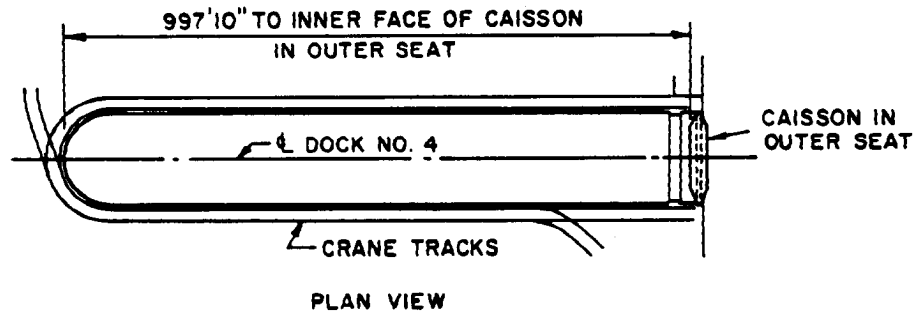 997'10" TO INNER FACE OF CAISSON
IN OUTER SEAT
CAISSON IN
OUTER SEAT
℄ DOCK NO. 4
CRANE TRACKS
PLAN VIEW